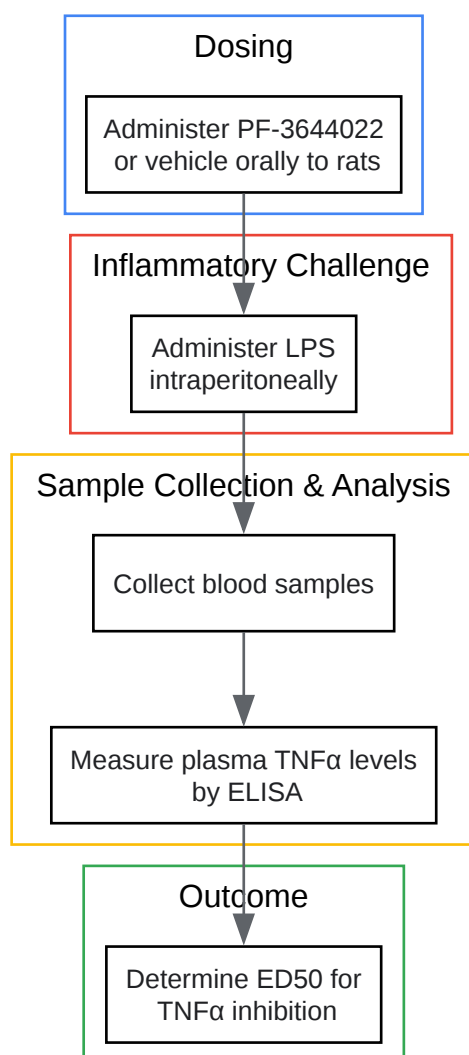 Dosing
Administer PF-3644022
or vehicle orally to rats
Inflammatory Challenge
Administer LPS
intraperitoneally
Sample Collection & Analysis
Collect blood samples
Measure plasma TNFα levels
by ELISA
Outcome
Determine ED50 for
TNFα inhibition